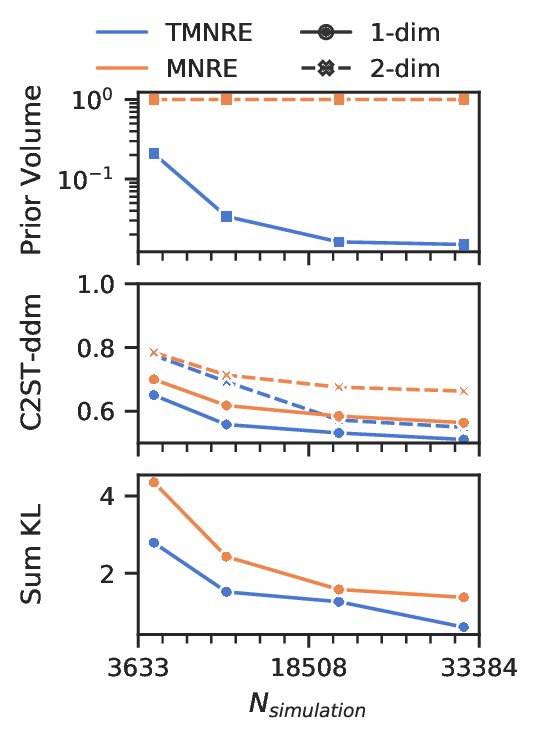 TMNRE 1-dim
MNRE 2-dim
Prior Volume
10⁰
10⁻¹
C2ST-ddm
1.0
0.8
0.6
Sum KL
4
2
3633 18508 33384
N_simulation